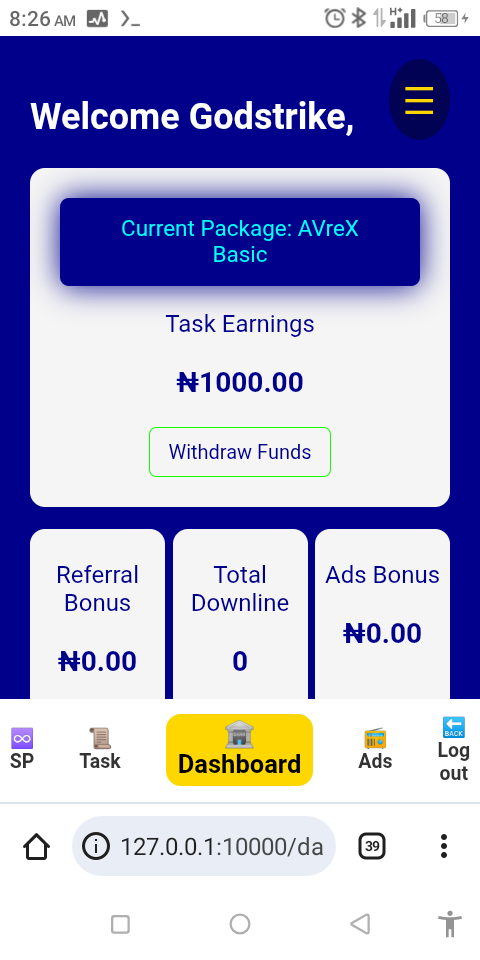 8:26 AM
H+
58
Welcome Godstrike,
Current Package: AVreX
Basic
Task Earnings
₦1000.00
Withdraw Funds
Referral
Bonus
₦0.00
Total
Downline
0
Ads Bonus
₦0.00
SP
Task
Dashboard
Ads
BACK
Log
out
127.0.0.1:10000/da
39